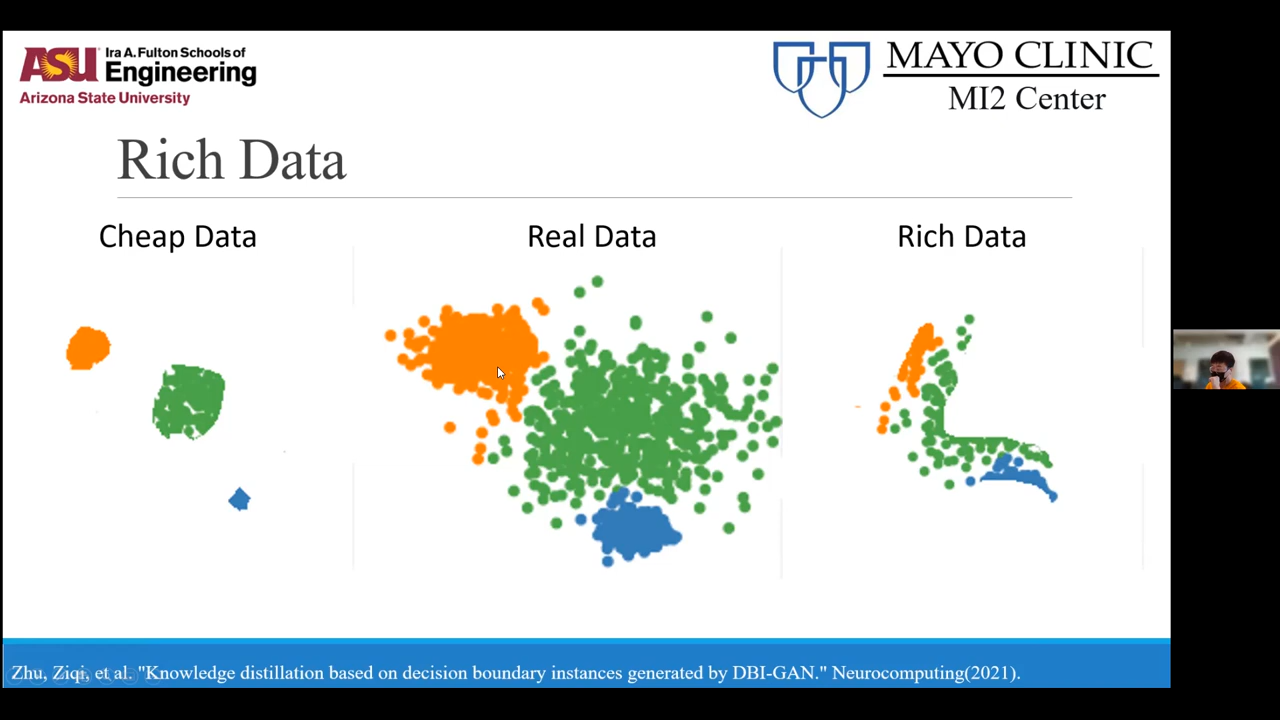 ASU Ira A. Fulton Schools of
Engineering
Arizona State University
MAYO CLINIC
MI2 Center
Rich Data
Cheap Data
Real Data
Rich Data
Zhu, Ziqi, et al. "Knowledge distillation based on decision boundary instances generated by DBI-GAN." Neurocomputing(2021).